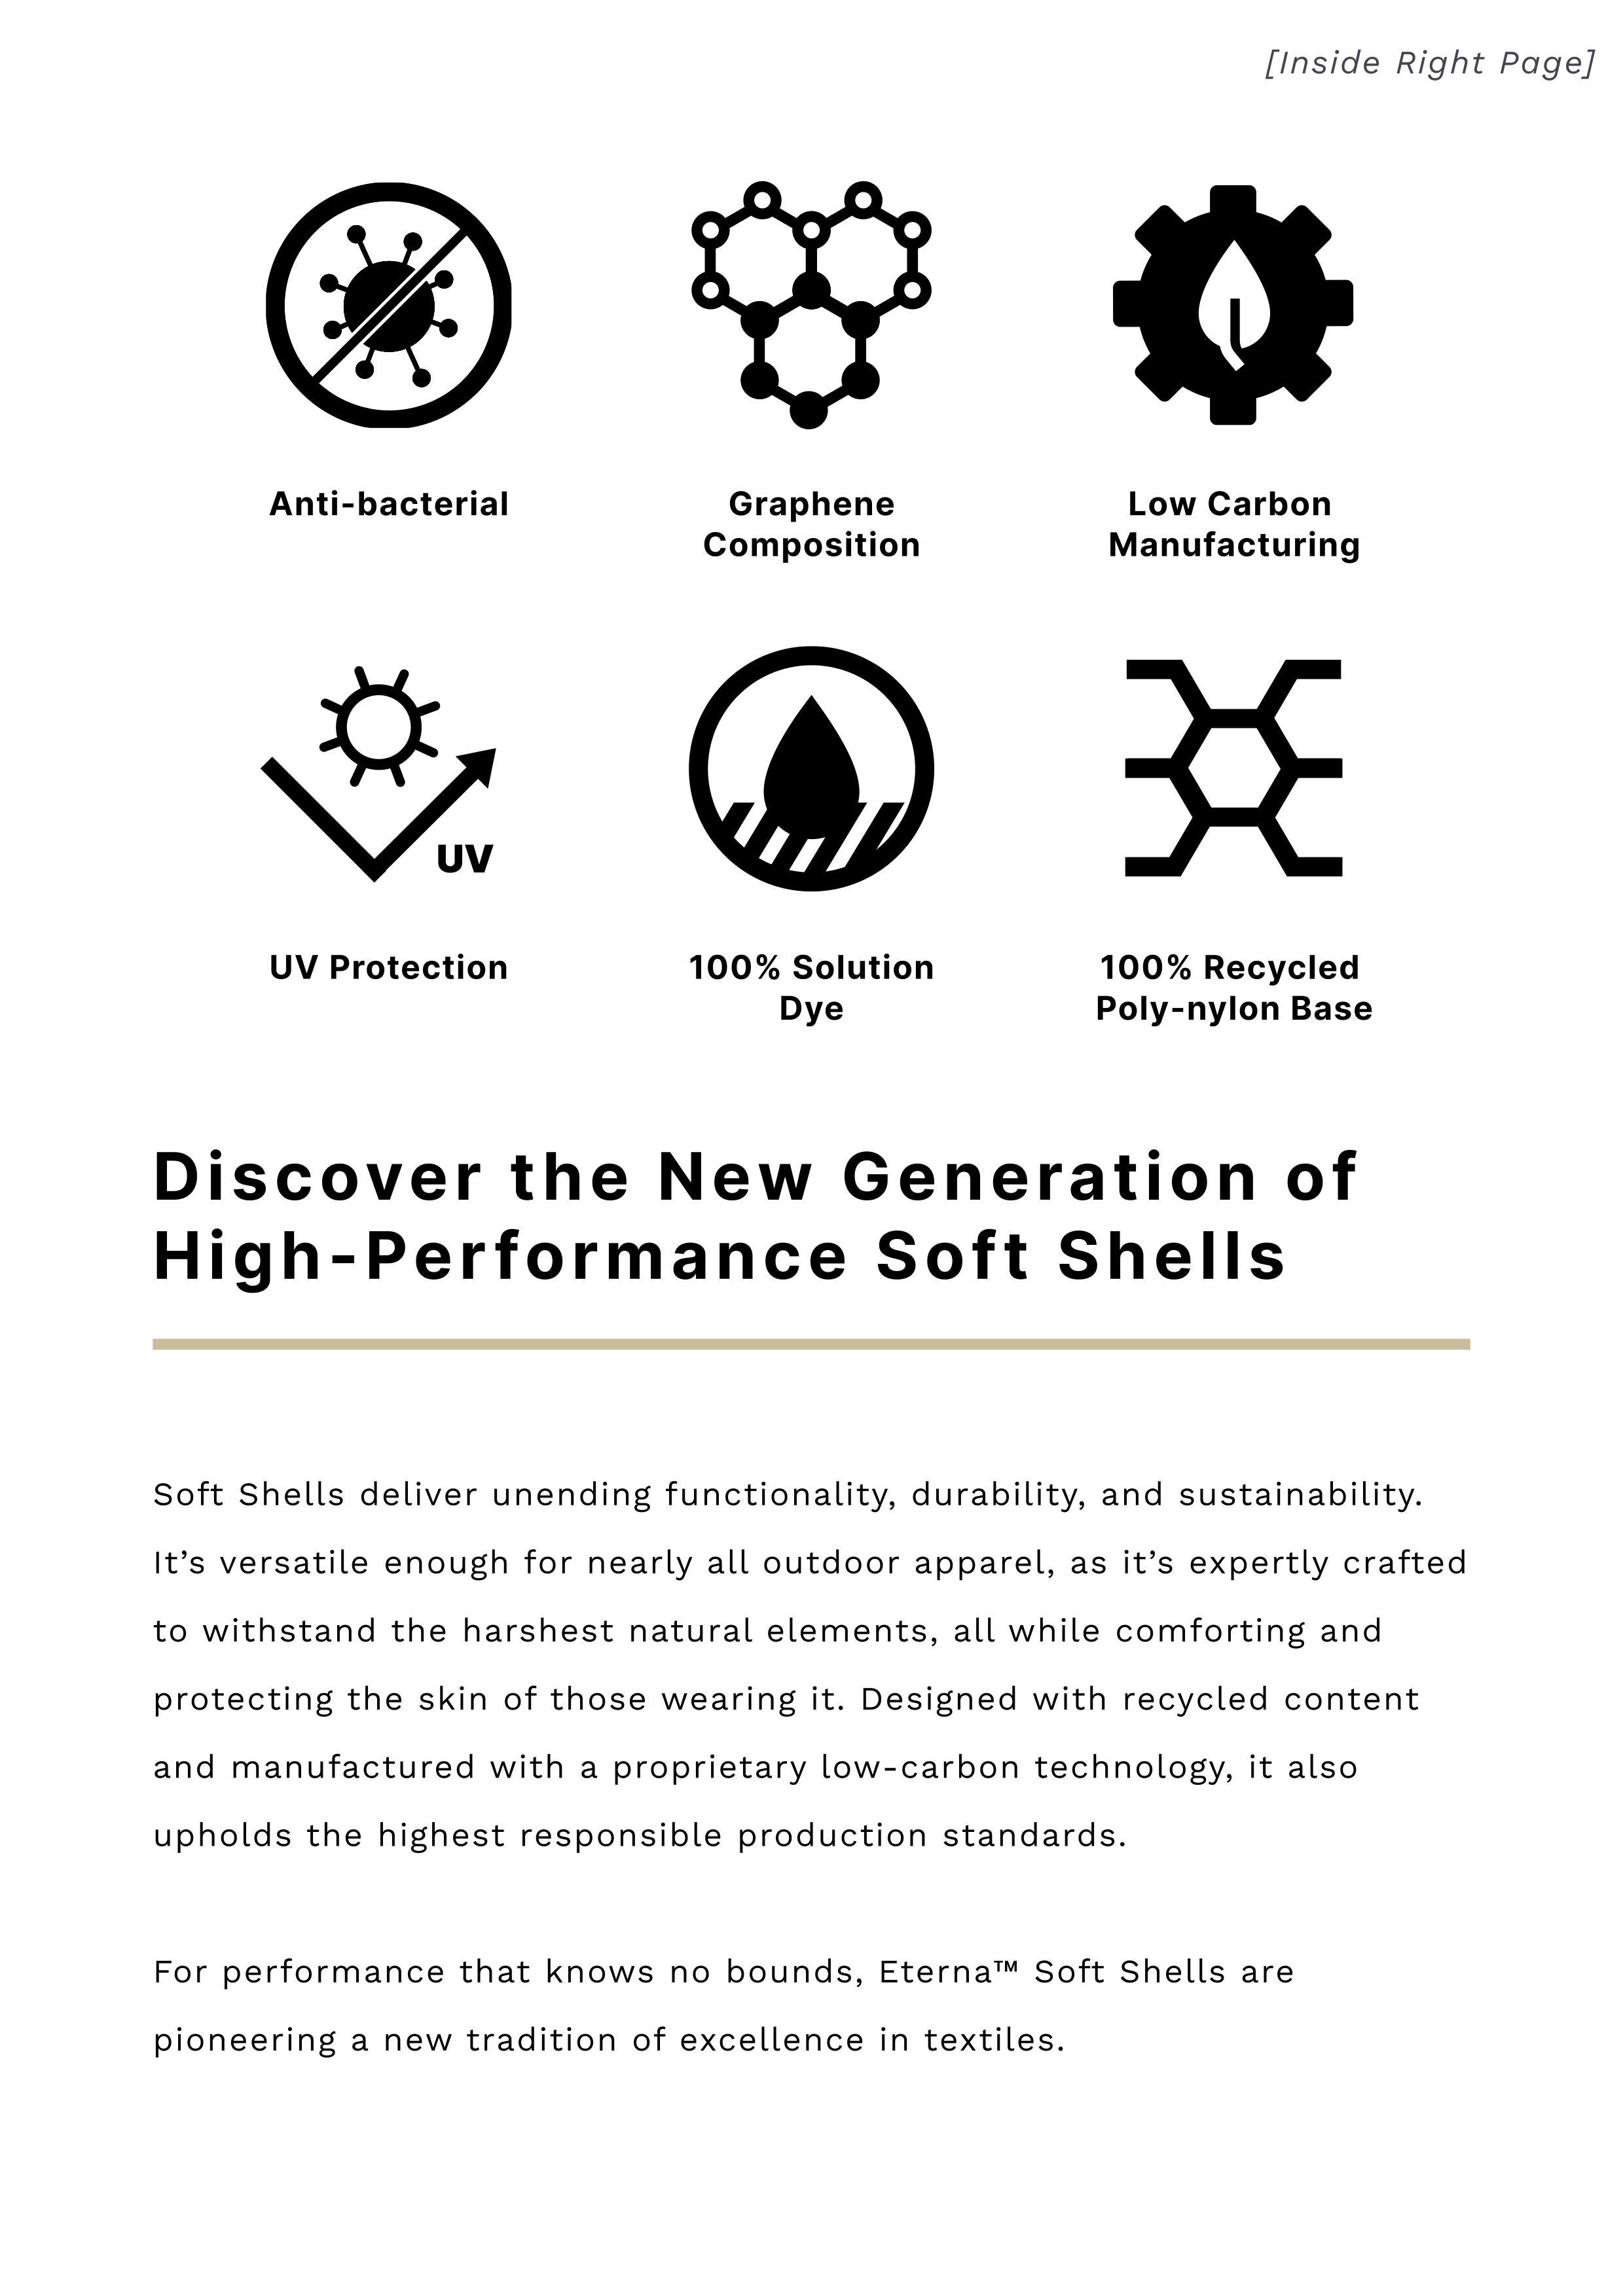 [Inside Right Page]
Anti-bacterial
Graphene
Composition
Low Carbon
Manufacturing
UV
UV Protection
100% Solution
Dye
100% Recycled
Poly-nylon Base
Discover the New Generation of
High-Performance Soft Shells
Soft Shells deliver unending functionality, durability, and sustainability.
It’s versatile enough for nearly all outdoor apparel, as it’s expertly crafted
to withstand the harshest natural elements, all while comforting and
protecting the skin of those wearing it. Designed with recycled content
and manufactured with a proprietary low-carbon technology, it also
upholds the highest responsible production standards.
For performance that knows no bounds, Eterna™ Soft Shells are
pioneering a new tradition of excellence in textiles.